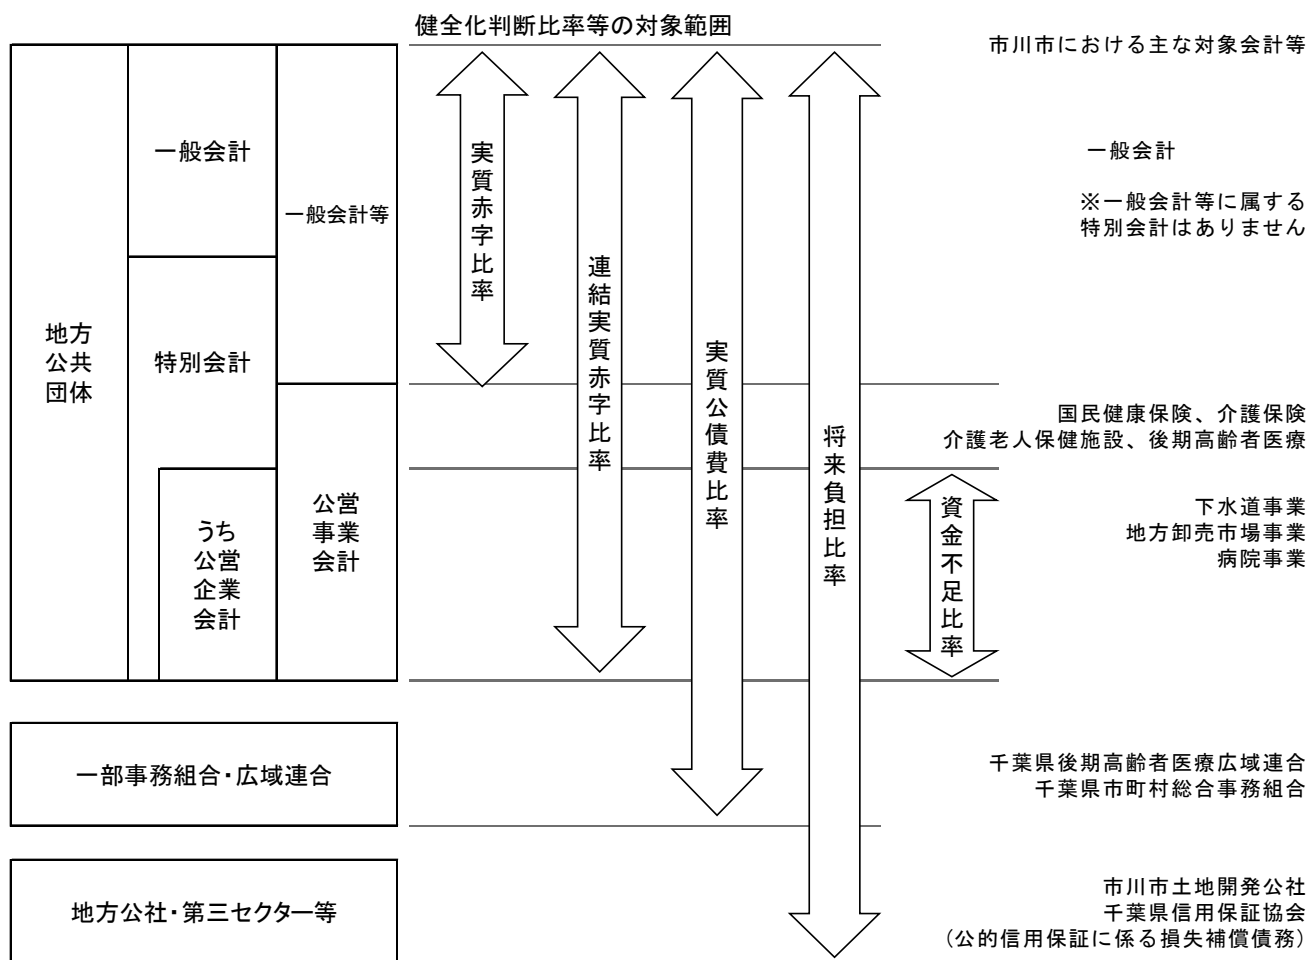 健全化判断比率等の対象範囲
市川市における主な対象会計等
地方
公共
団体
一般会計
一般会計等
特別会計
うち
公営
企業
会計
公営
事業
会計
実質赤字比率
連結実質赤字比率
実質公債費比率
将来負担比率
資金不足比率
一般会計
※一般会計等に属する
特別会計はありません
国民健康保険、介護保険
介護老人保健施設、後期高齢者医療
下水道事業
地方卸売市場事業
病院事業
一部事務組合・広域連合
千葉県後期高齢者医療広域連合
千葉県市町村総合事務組合
地方公社・第三セクター等
市川市土地開発公社
千葉県信用保証協会
(公的信用保証に係る損失補償債務)